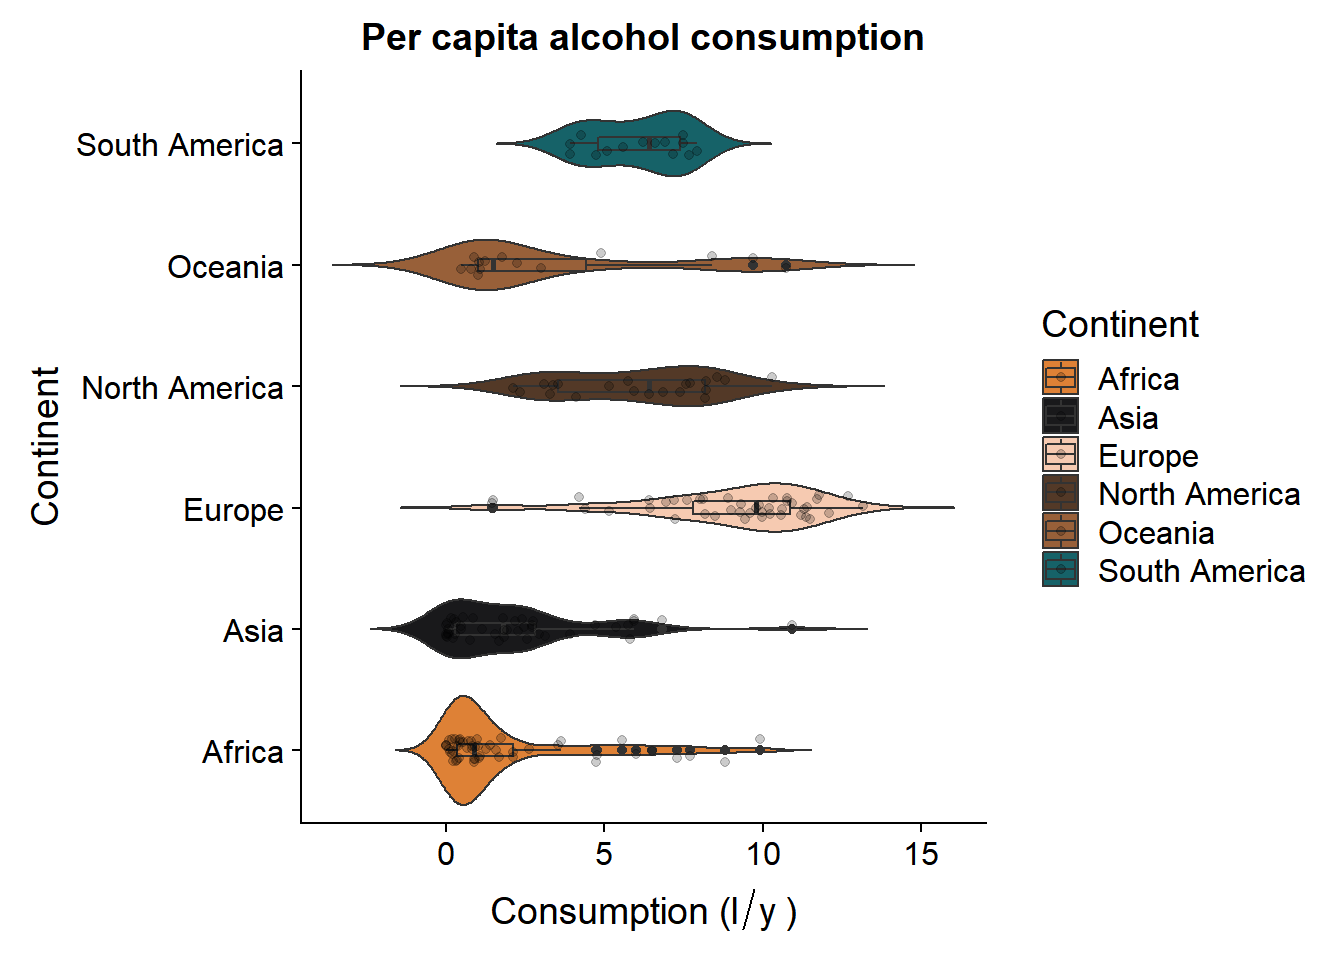 Per capita alcohol consumption
South America
Oceania
North America
Europe
Asia
Africa
Continent
0 5 10 15
Consumption (l/y )
Continent
Africa
Asia
Europe
North America
Oceania
South America